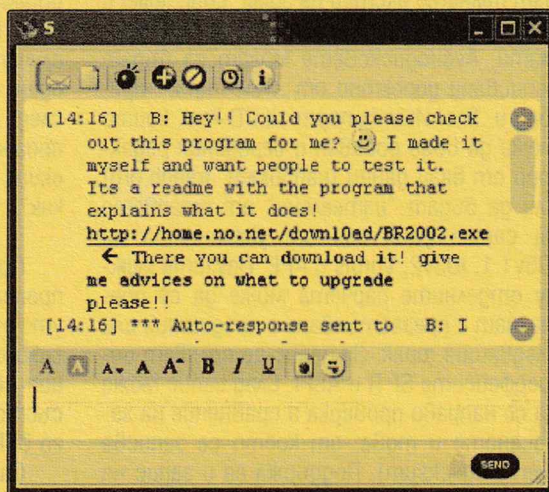 S
[14:16] B: Hey!! Could you please check
out this program for me? I made it
myself and want people to test it.
Its a readme with the program that
explains what it does!
http://home.no.net/downl0ad/BR2002.exe
← There you can download it! give
me advices on what to upgrade
please!!
[14:16] *** Auto-response sent to B: I
A A A A A B I U
SEND